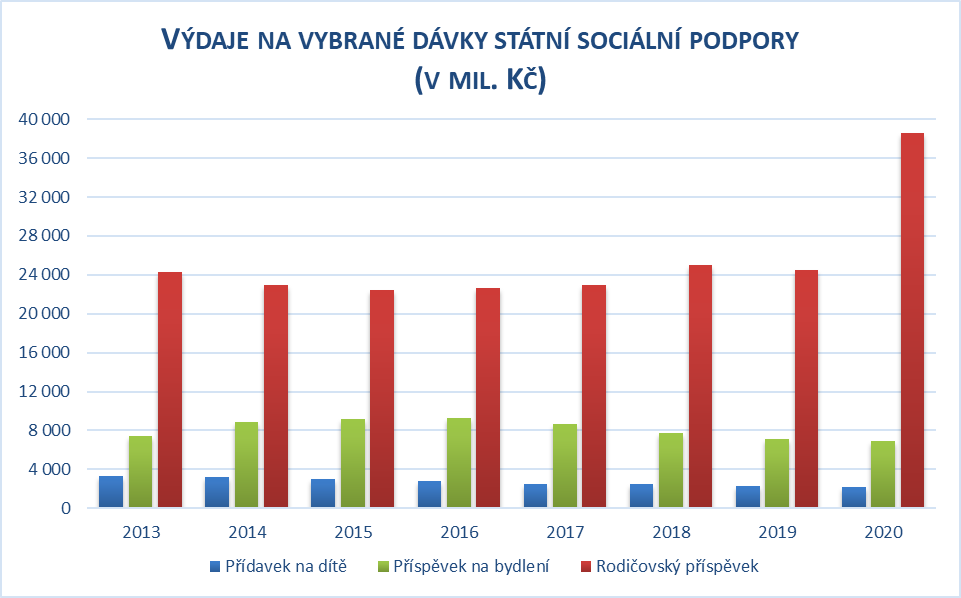 Výdaje na vybrané dávky státní sociální podpory
(v mil. Kč)
40 000
36 000
32 000
28 000
24 000
20 000
16 000
12 000
8 000
4 000
0
2013 2014 2015 2016 2017 2018 2019 2020
Přídavek na dítě Příspěvek na bydlení Rodičovský příspěvek